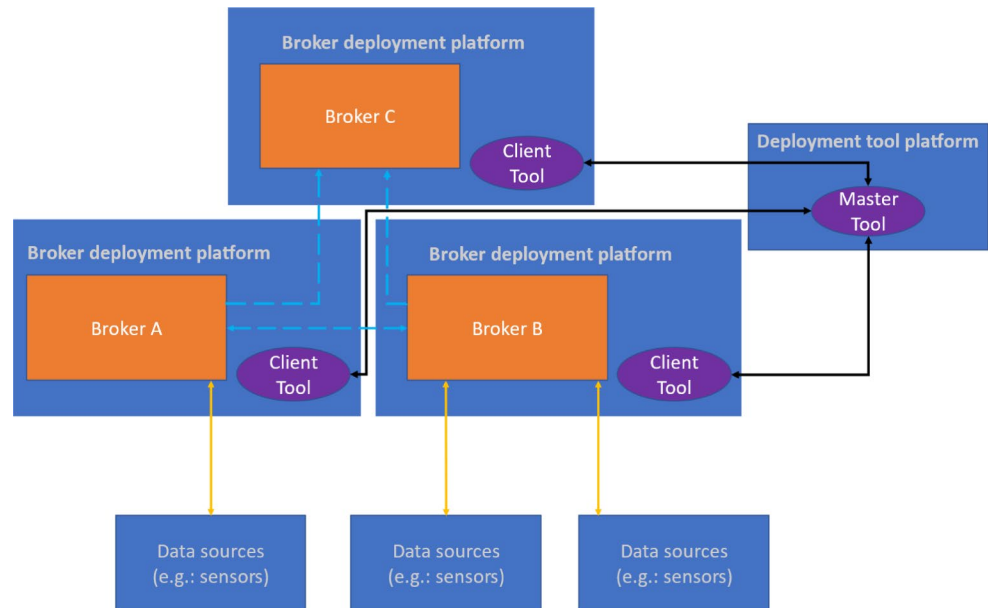 Broker deployment platform
Broker C
Client
Tool
Deployment tool platform
Master
Tool
Broker deployment platform
Broker A
Client
Tool
Broker deployment platform
Broker B
Client
Tool
Data sources
(e.g.: sensors)
Data sources
(e.g.: sensors)
Data sources
(e.g.: sensors)